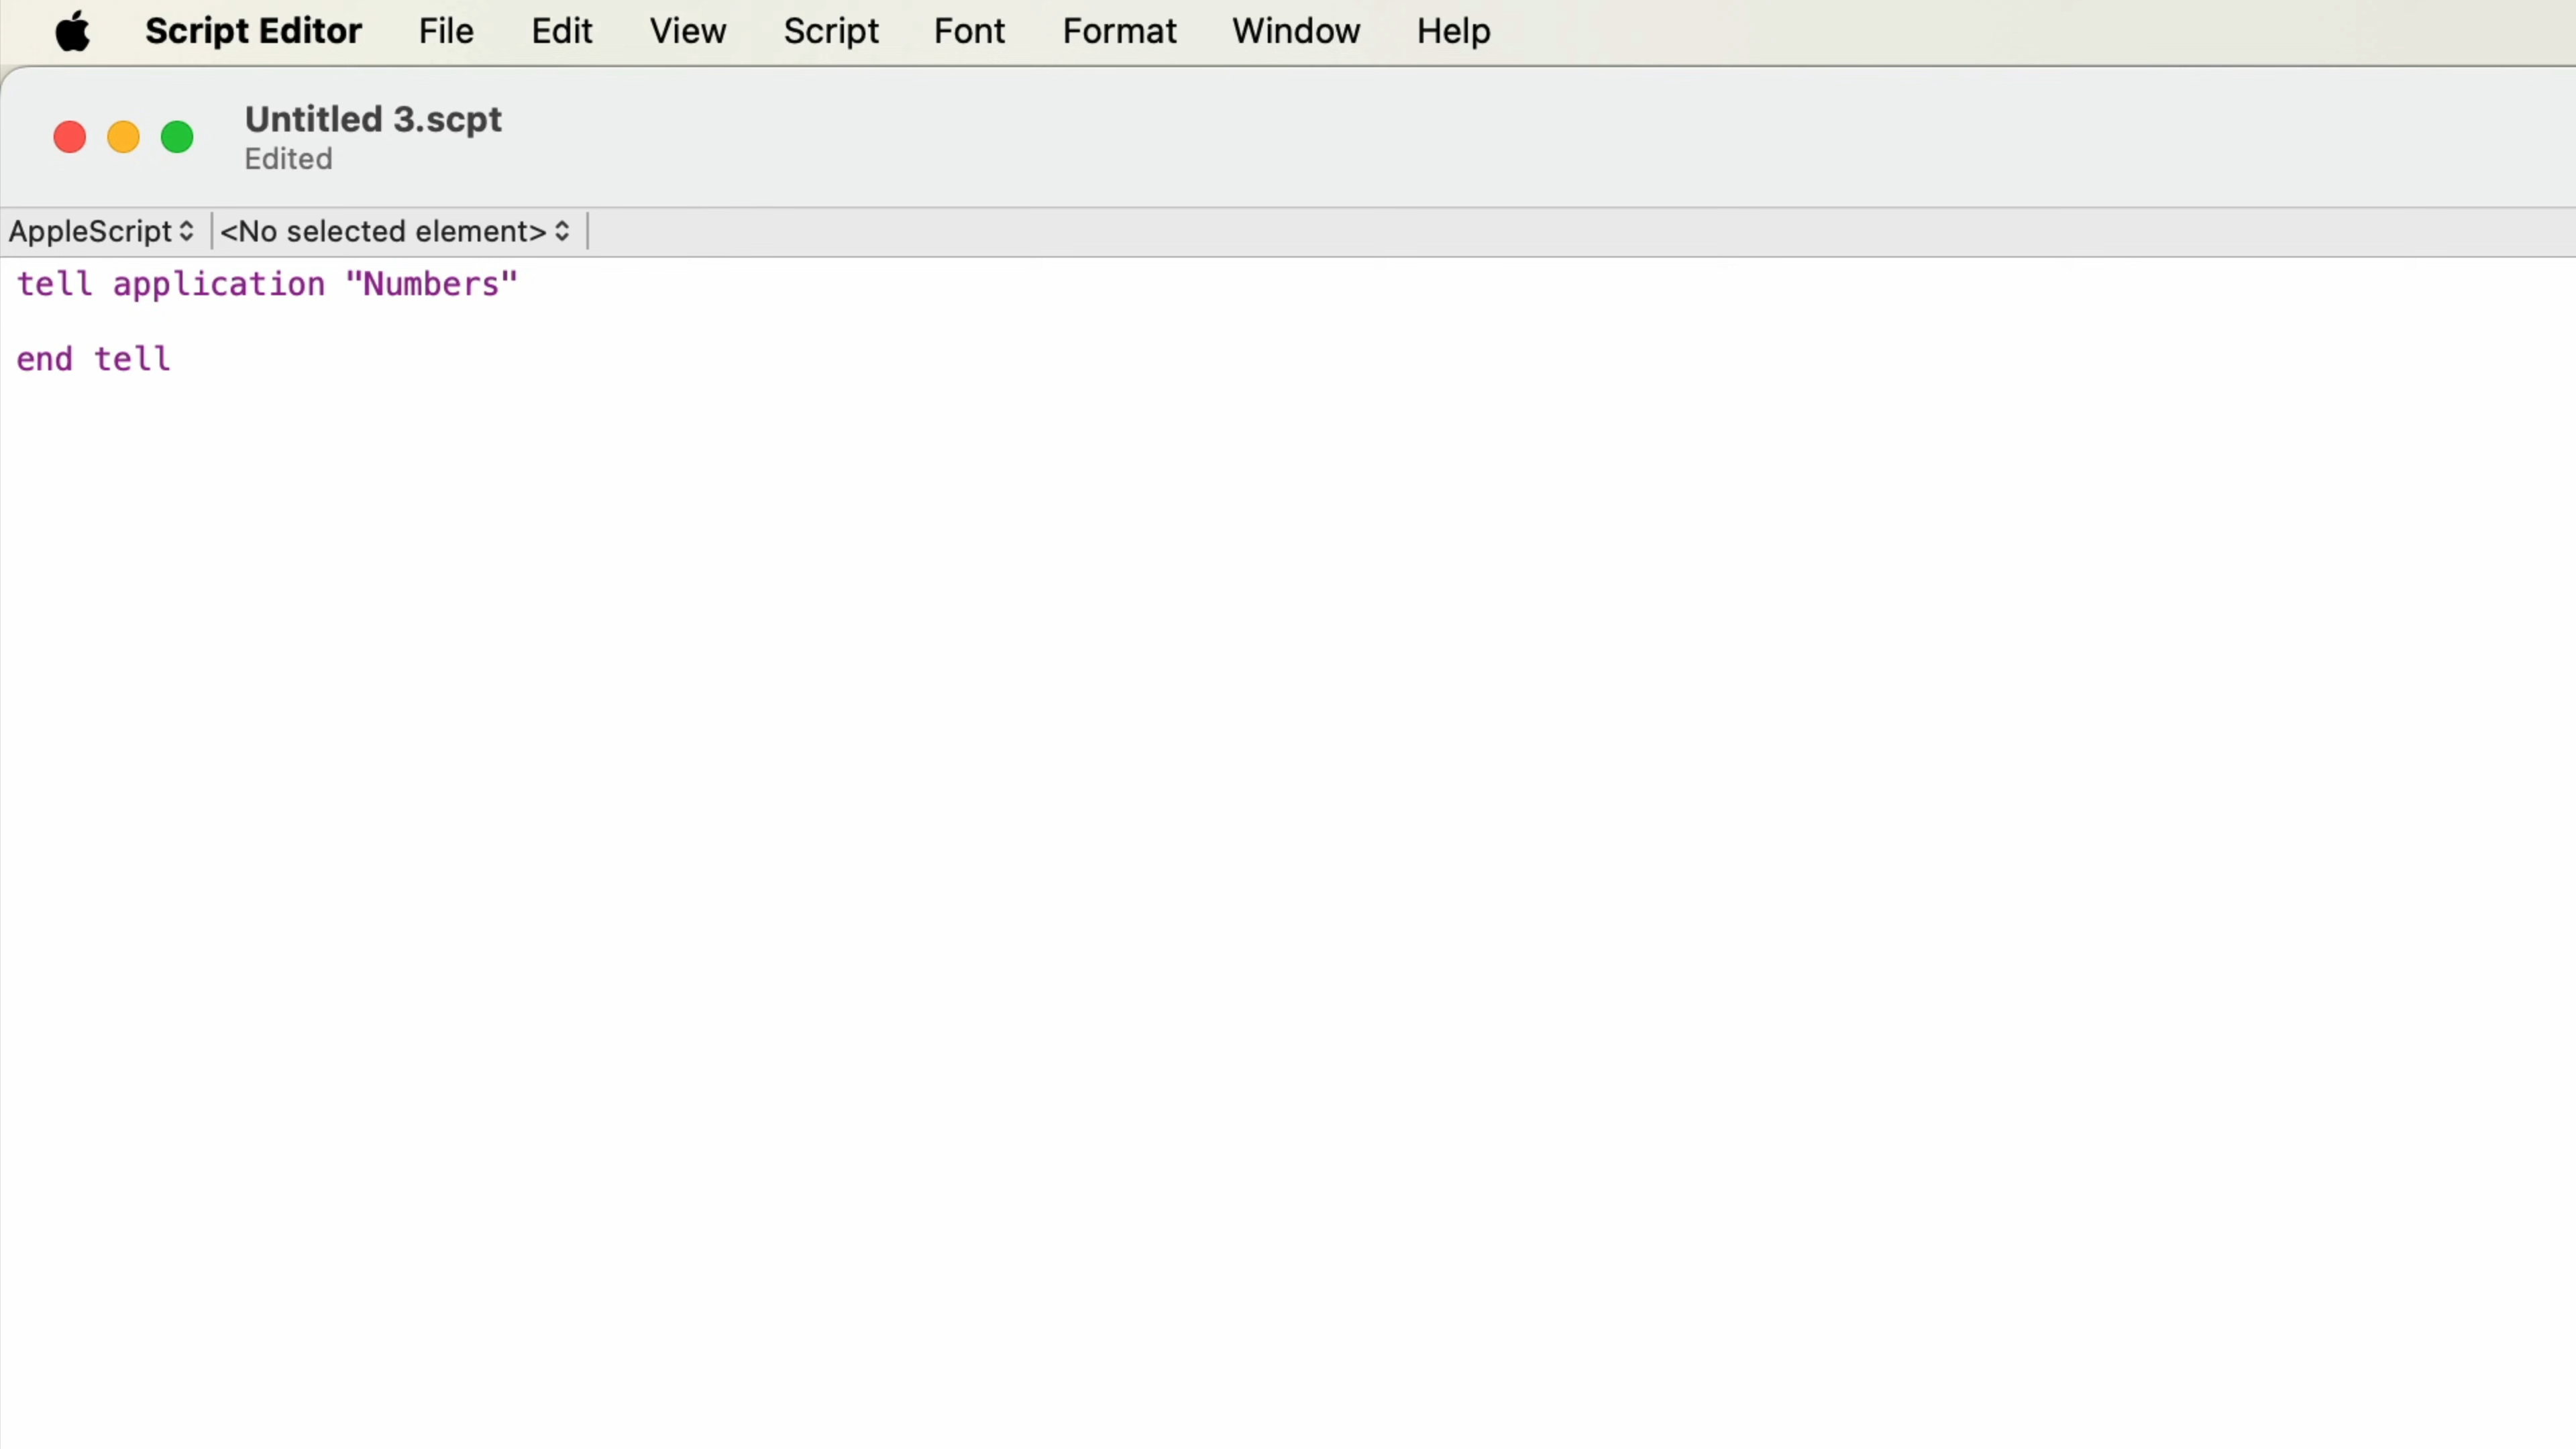 Script Editor File Edit View Script Font Format Window Help
Untitled 3.scpt
Edited
AppleScript <No selected element>
tell application "Numbers"
end tell